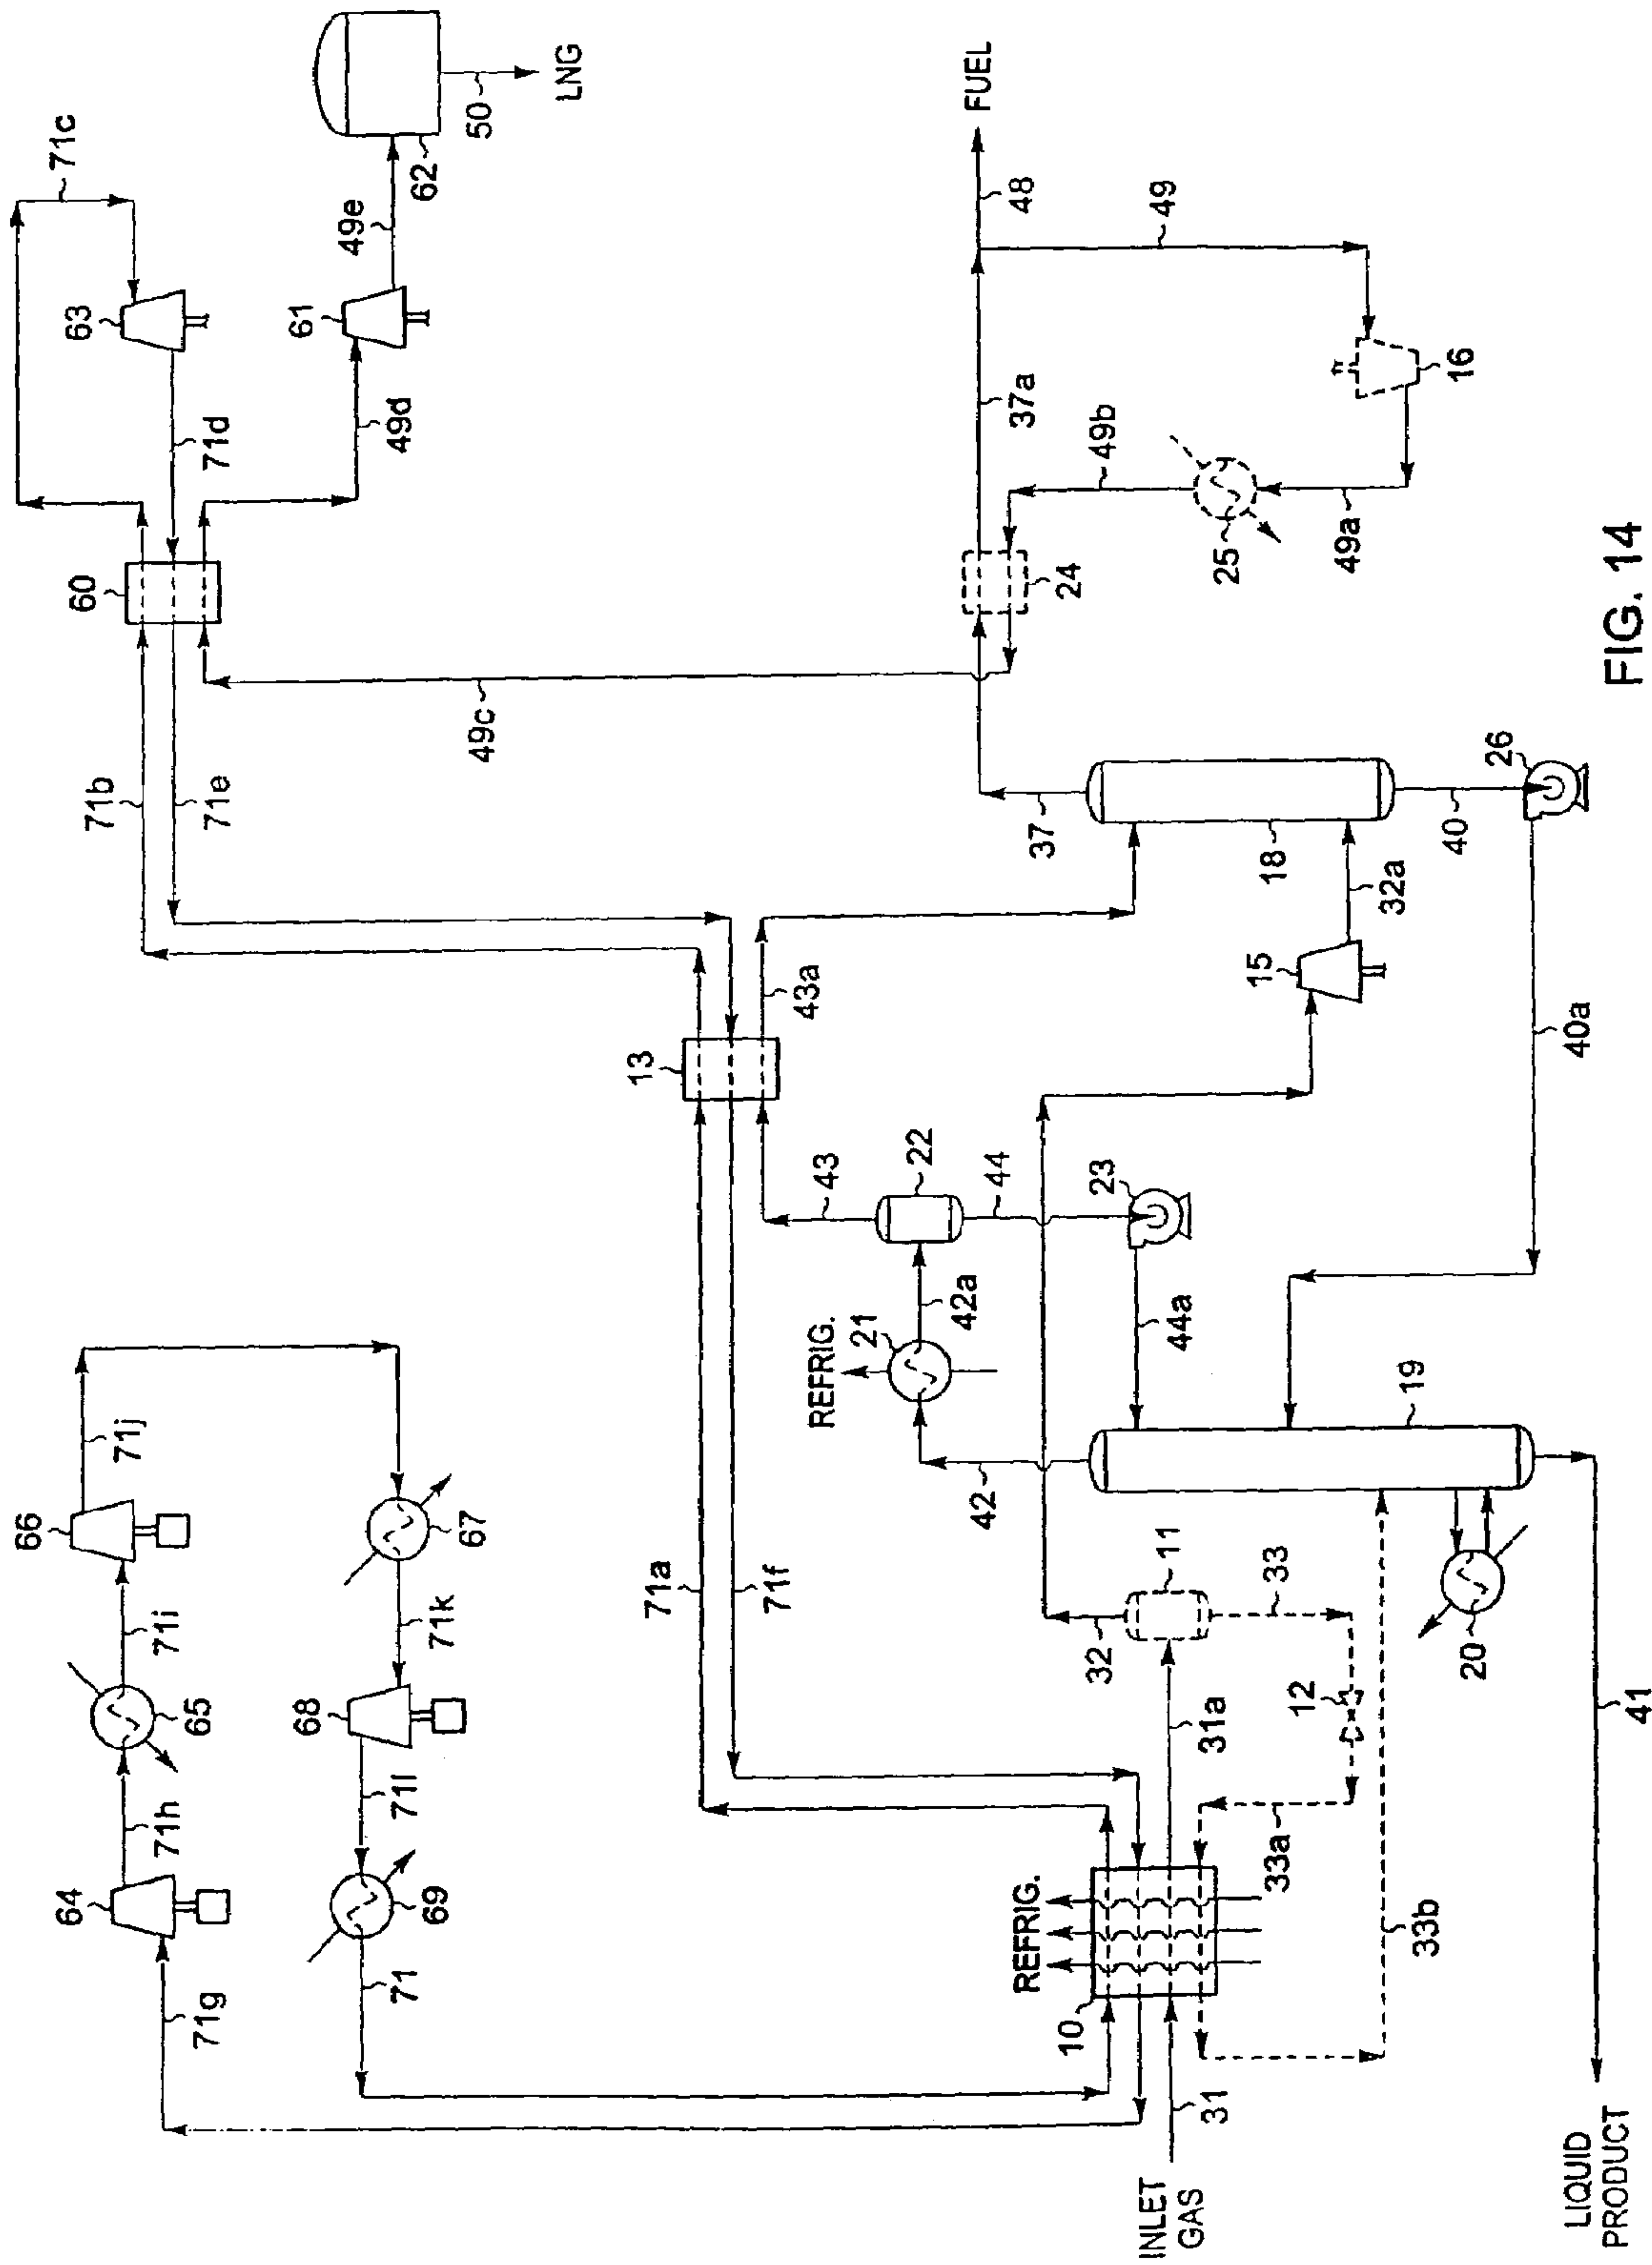 71c
63
61
62
50
LNG
49e
71d
49d
60
71b
71e
49c
FUEL
48
49
37a
49b
16
25
49a
24
37
18
40
26
15
32a
40a
13
43a
43
22
44
23
REFRIG.
21
42a
44a
42
19
66
71j
67
71i
71k
65
68
71h
71l
64
69
71g
71
71a
71f
11
33
32
12
20
31a
33a
33b
41
REFRIG.
10
31
INLET
GAS
LIQUID
PRODUCT
FIG. 14